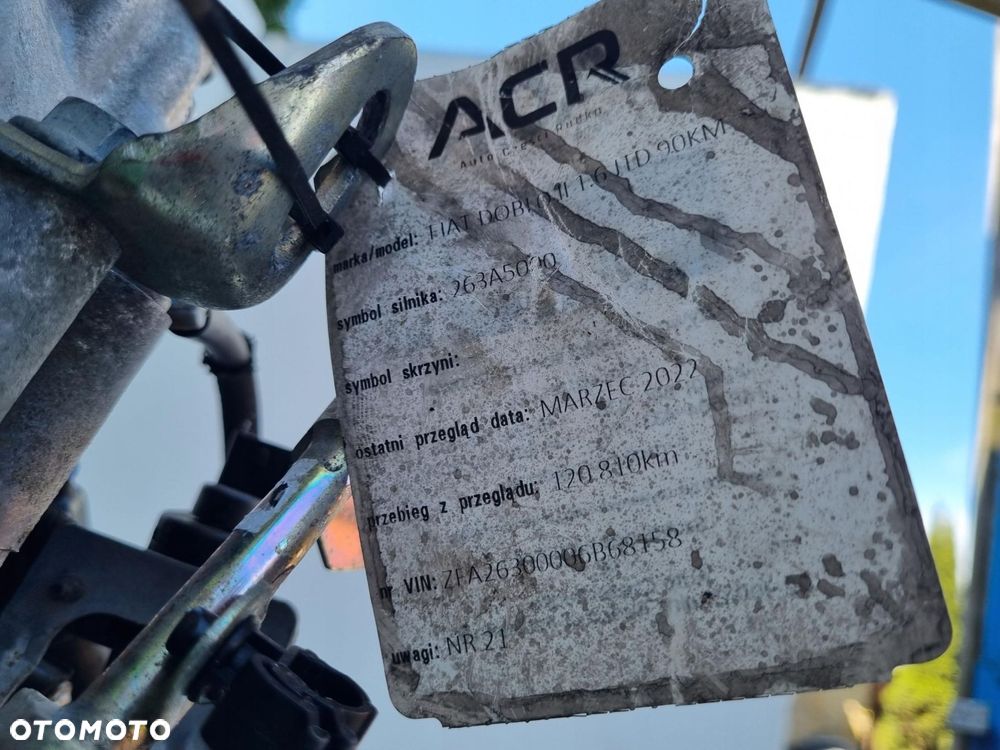 ACR
Auto Części Rudko
marka/model: FIAT DOBLO II 1.6 JTD 90KM
symbol silnika: 263A5000
symbol skrzyni:
ostatni przegląd data: MARZEC 2022
przebieg z przeglądu: 120.810km
nr VIN: ZFA26300006B68158
uwagi: NR 21
OTOMOTO